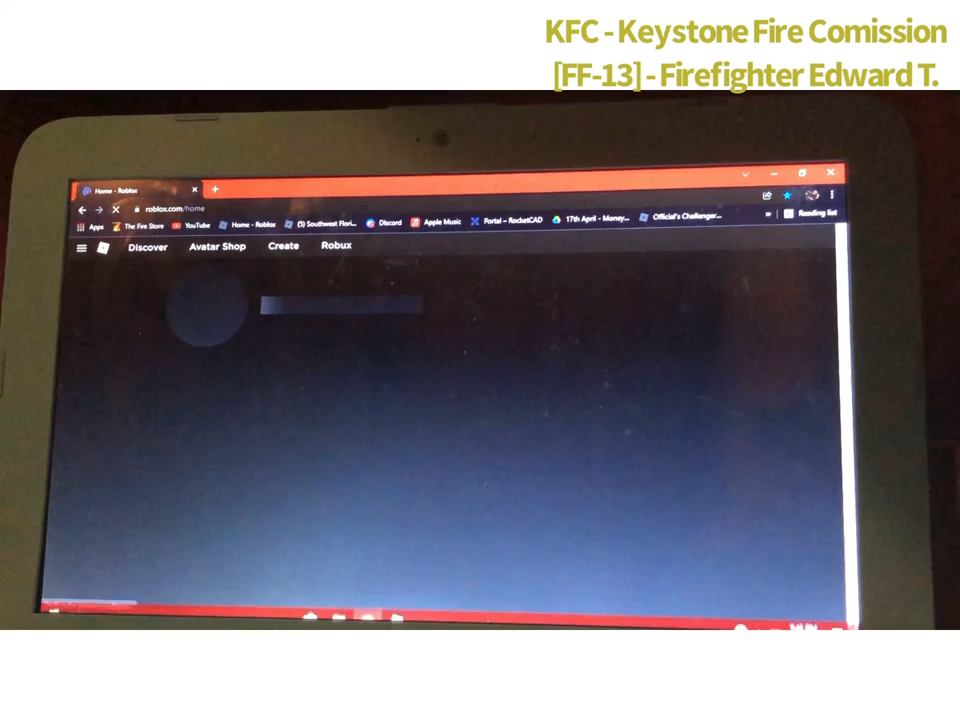 KFC - Keystone Fire Comission
[FF-13] - Firefighter Edward T.
Home - Roblox
roblox.com/home
Apps The Fire Store YouTube Home - Roblox (5) Southwest Flori... Discord Apple Music Portal – RocketCAD 17th April - Money... Official's Challenger... » Reading list
Discover Avatar Shop Create Robux